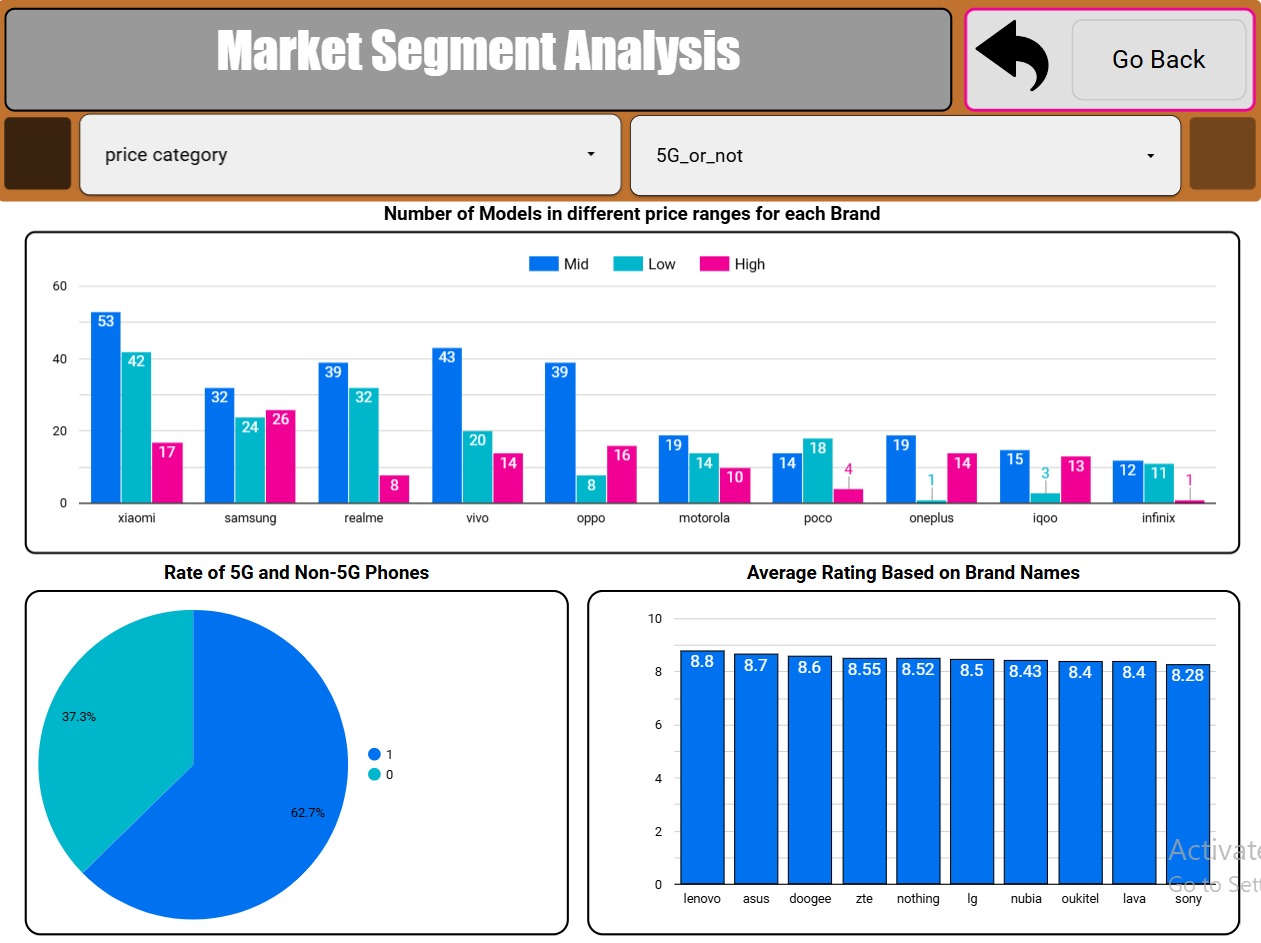 Market Segment Analysis
Go Back
price category
5G_or_not
Number of Models in different price ranges for each Brand
Mid Low High
60
40
20
0
53 42 17
32 24 26
39 32 8
43 20 14
39 8 16
19 14 10
14 18 4
19 1 14
15 3 13
12 11 1
xiaomi samsung realme vivo oppo motorola poco oneplus iqoo infinix
Rate of 5G and Non-5G Phones
37.3%
62.7%
1
0
Average Rating Based on Brand Names
10
8
6
4
2
0
8.8 8.7 8.6 8.55 8.52 8.5 8.43 8.4 8.4 8.28
lenovo asus doogee zte nothing lg nubia oukitel lava sony
Activate
Go to Sett